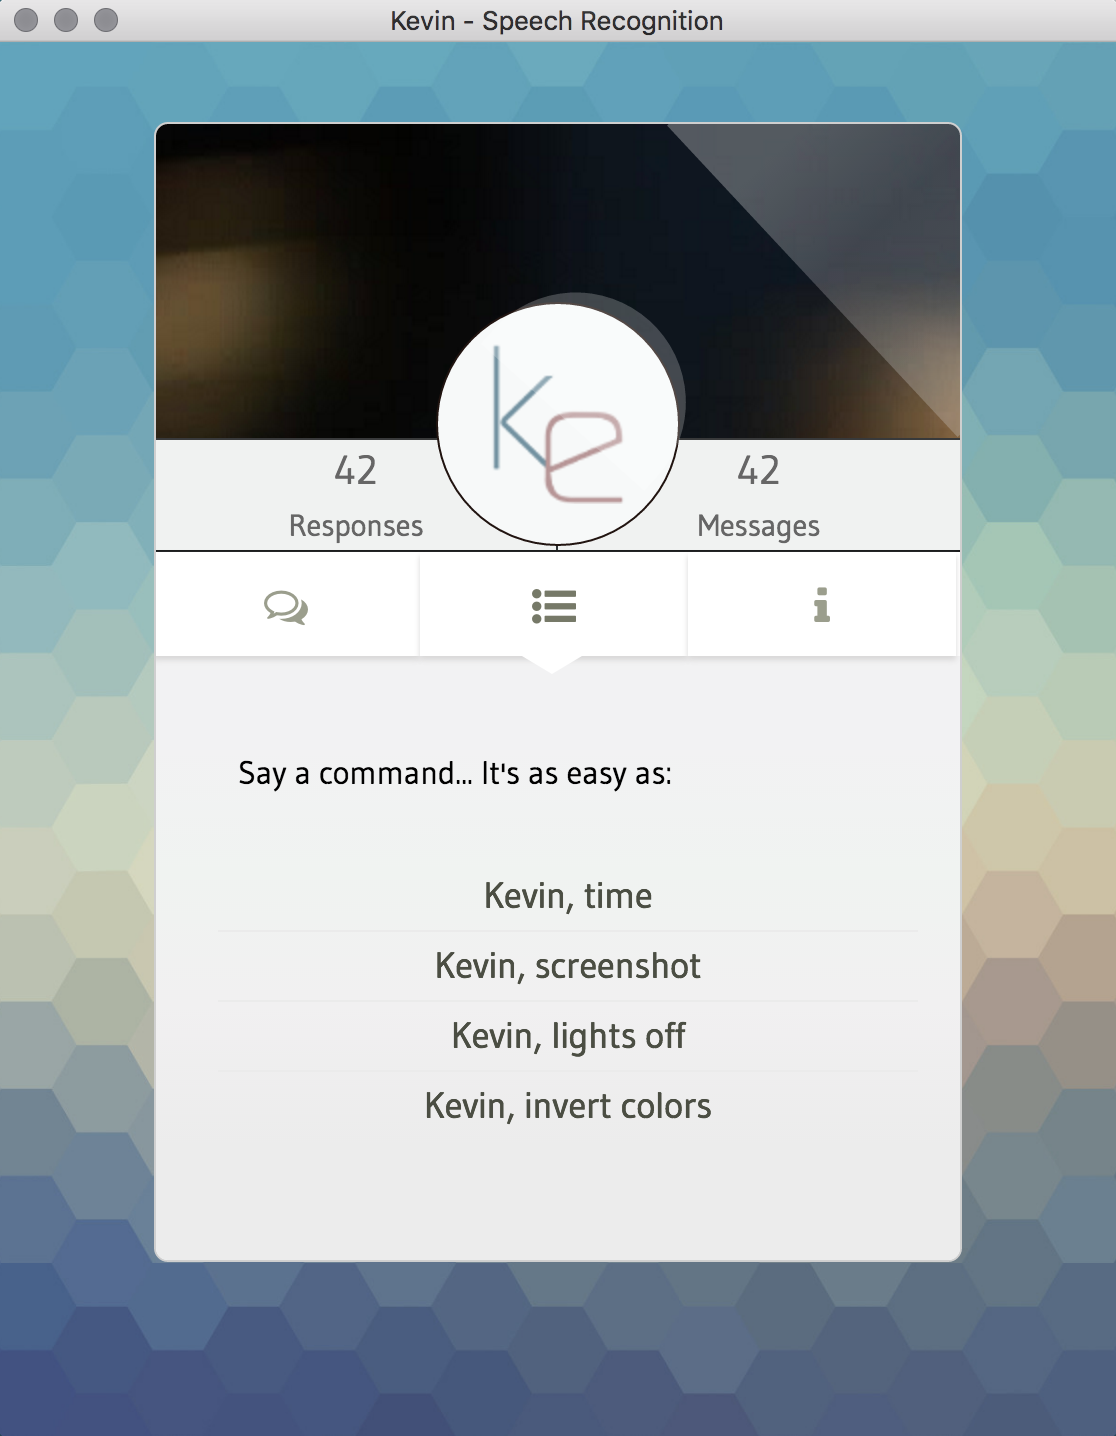 Kevin - Speech Recognition
ke
42
42
Responses
Messages
Say a command... It's as easy as:
Kevin, time
Kevin, screenshot
Kevin, lights off
Kevin, invert colors